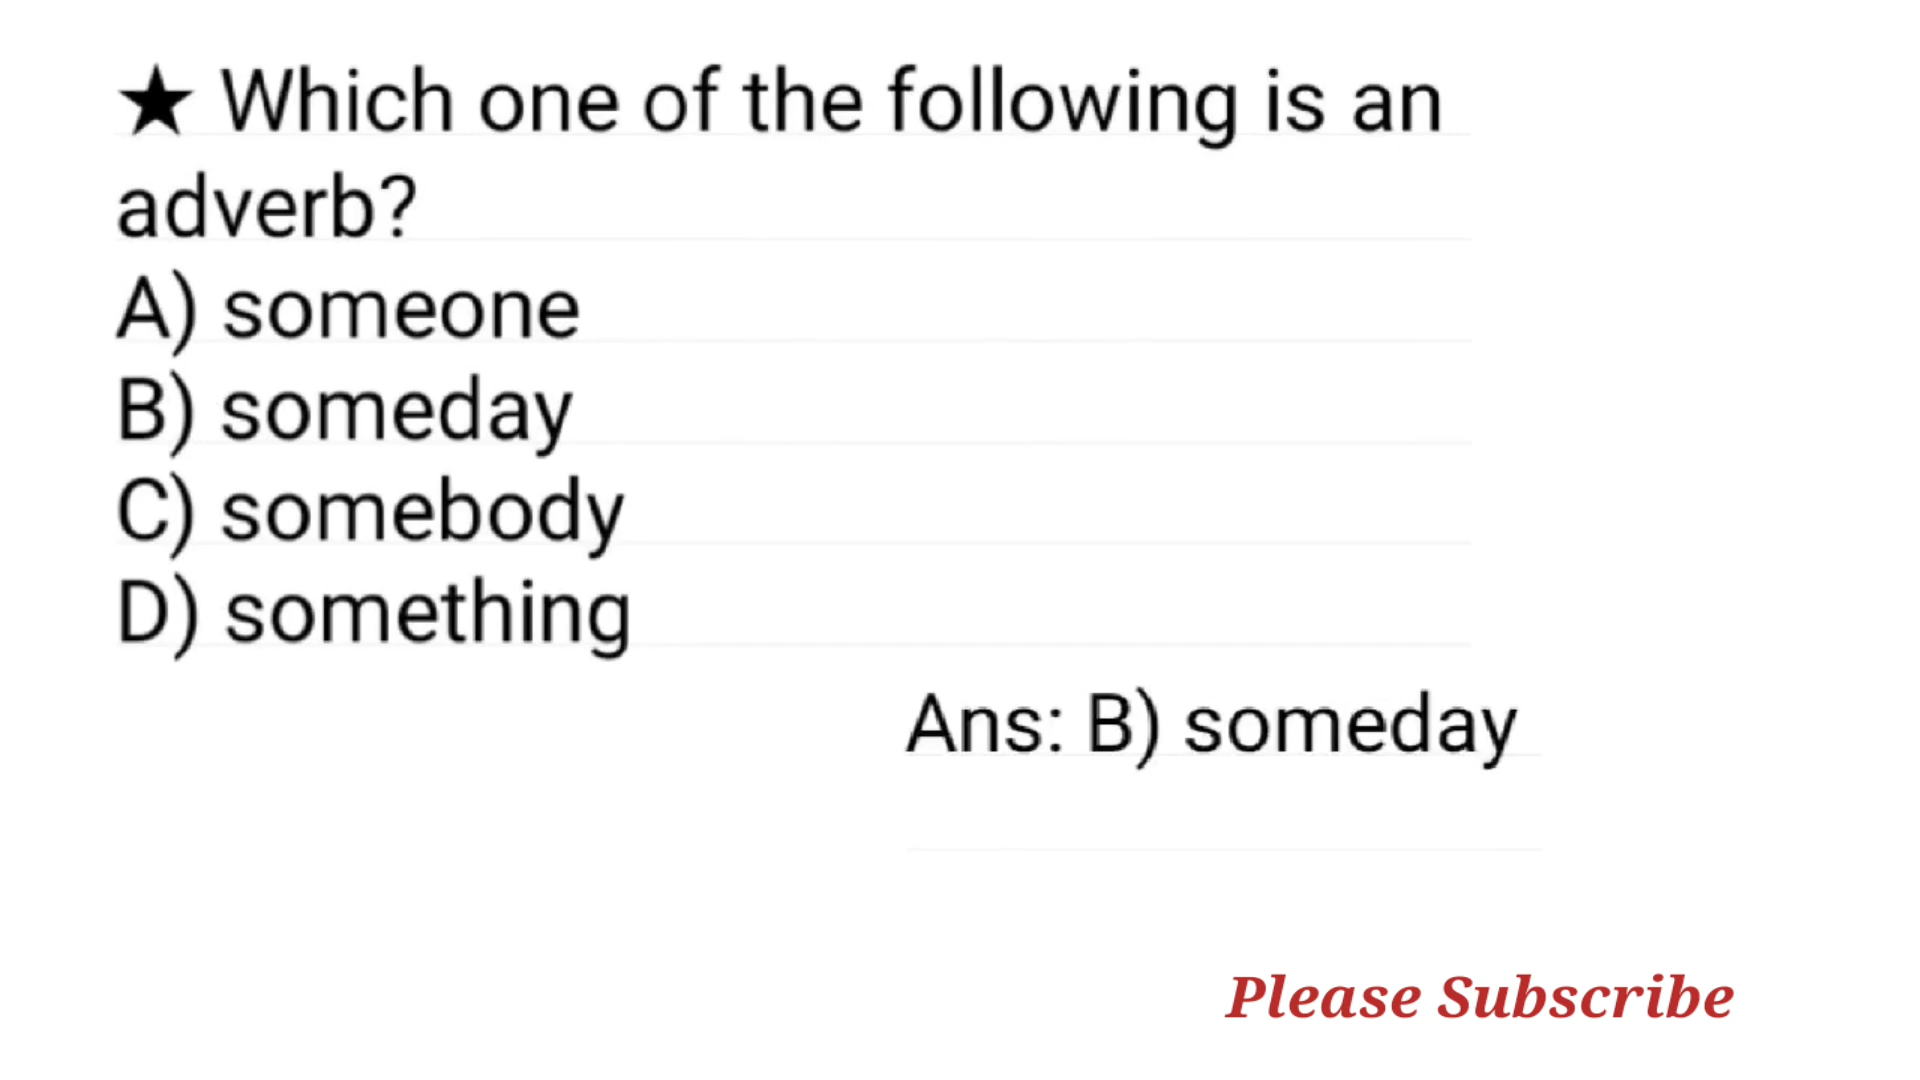 ★ Which one of the following is an
adverb?
A) someone
B) someday
C) somebody
D) something
Ans: B) someday
Please Subscribe